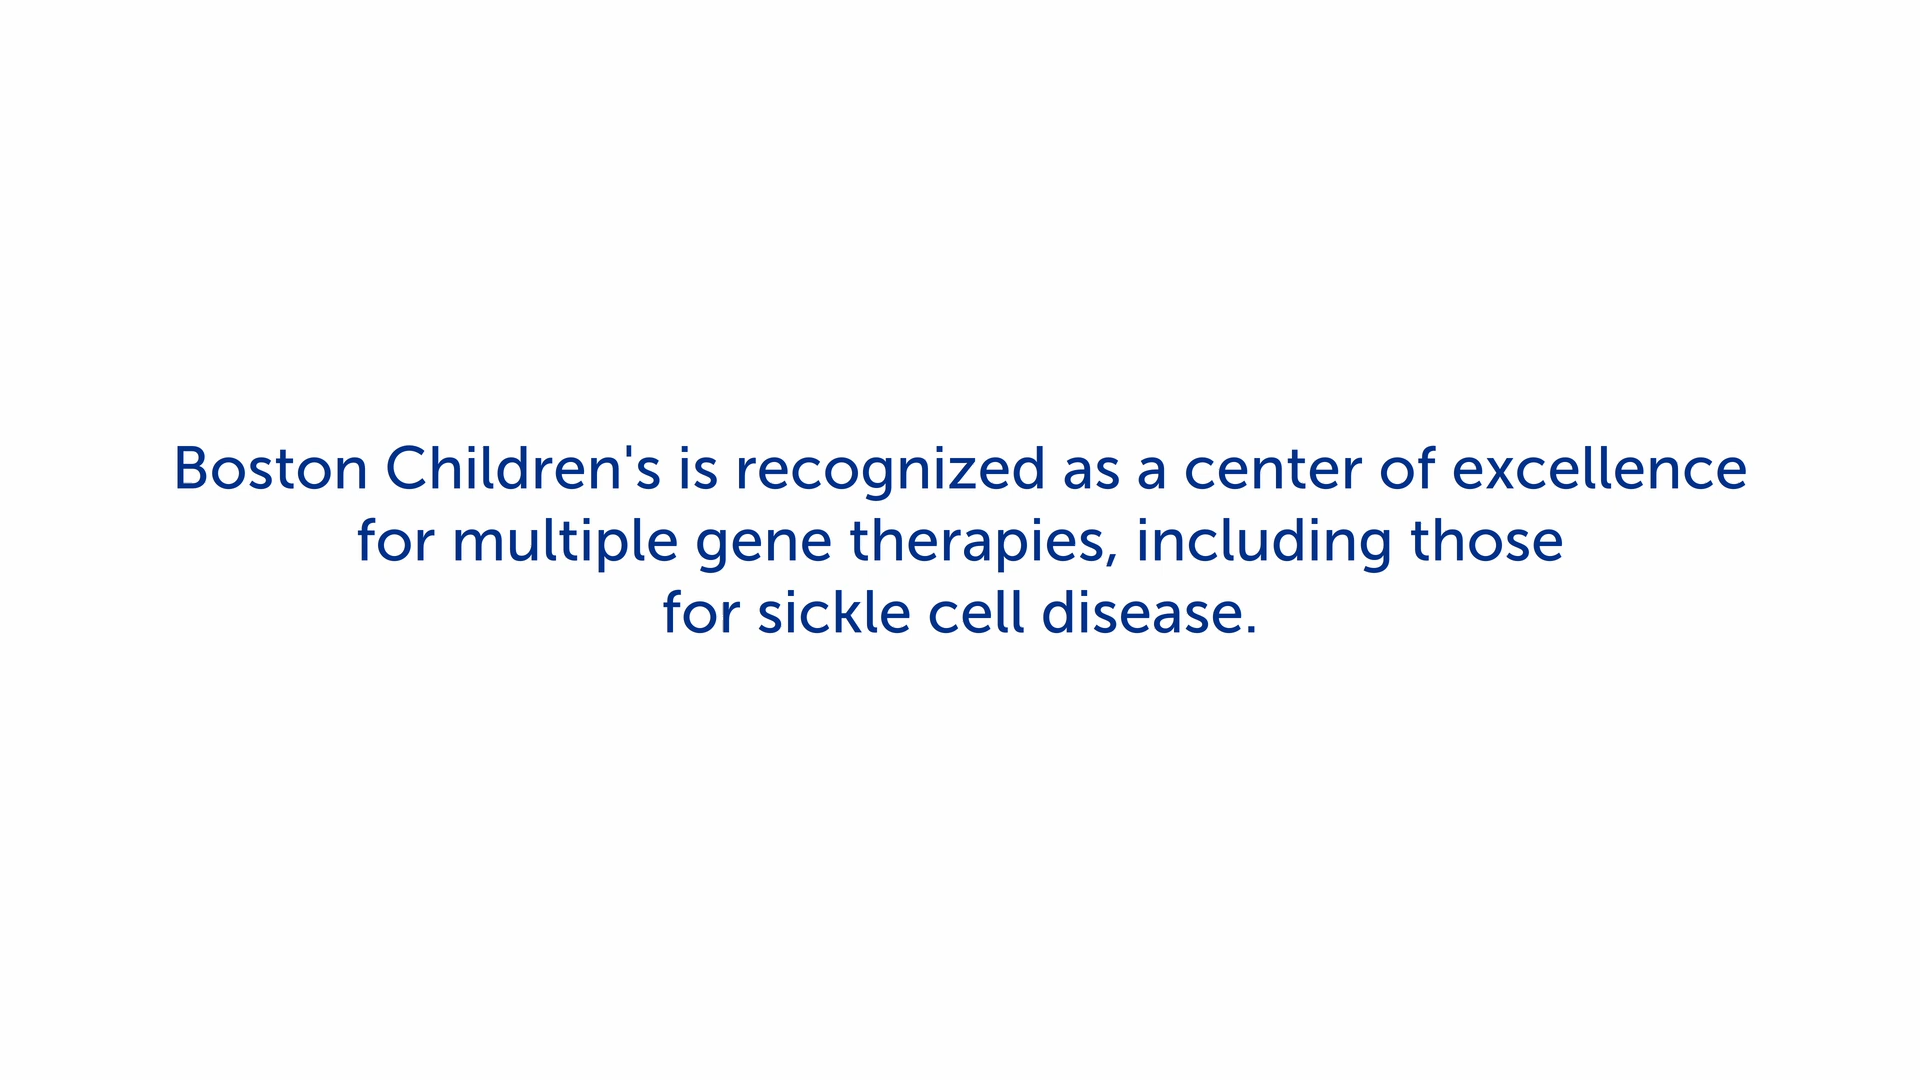 Boston Children's is recognized as a center of excellence
for multiple gene therapies, including those
for sickle cell disease.